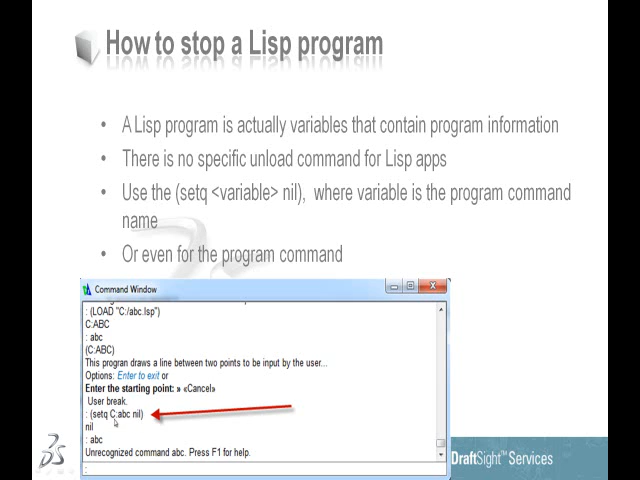 How to stop a Lisp program
• A Lisp program is actually variables that contain program information
• There is no specific unload command for Lisp apps
• Use the (setq <variable> nil), where variable is the program command
name
• Or even for the program command
Command Window
: (LOAD "C:/abc.lsp")
C:ABC
: abc
(C:ABC)
This progran draws a line between two points to be input by the user...
Options: Enter to exit or
Enter the starting point: » «Cancel»
User break.
: (setq C:abc nil)
nil
: abc
Unrecognized command abc. Press F1 for help.
:
DraftSight™ Services